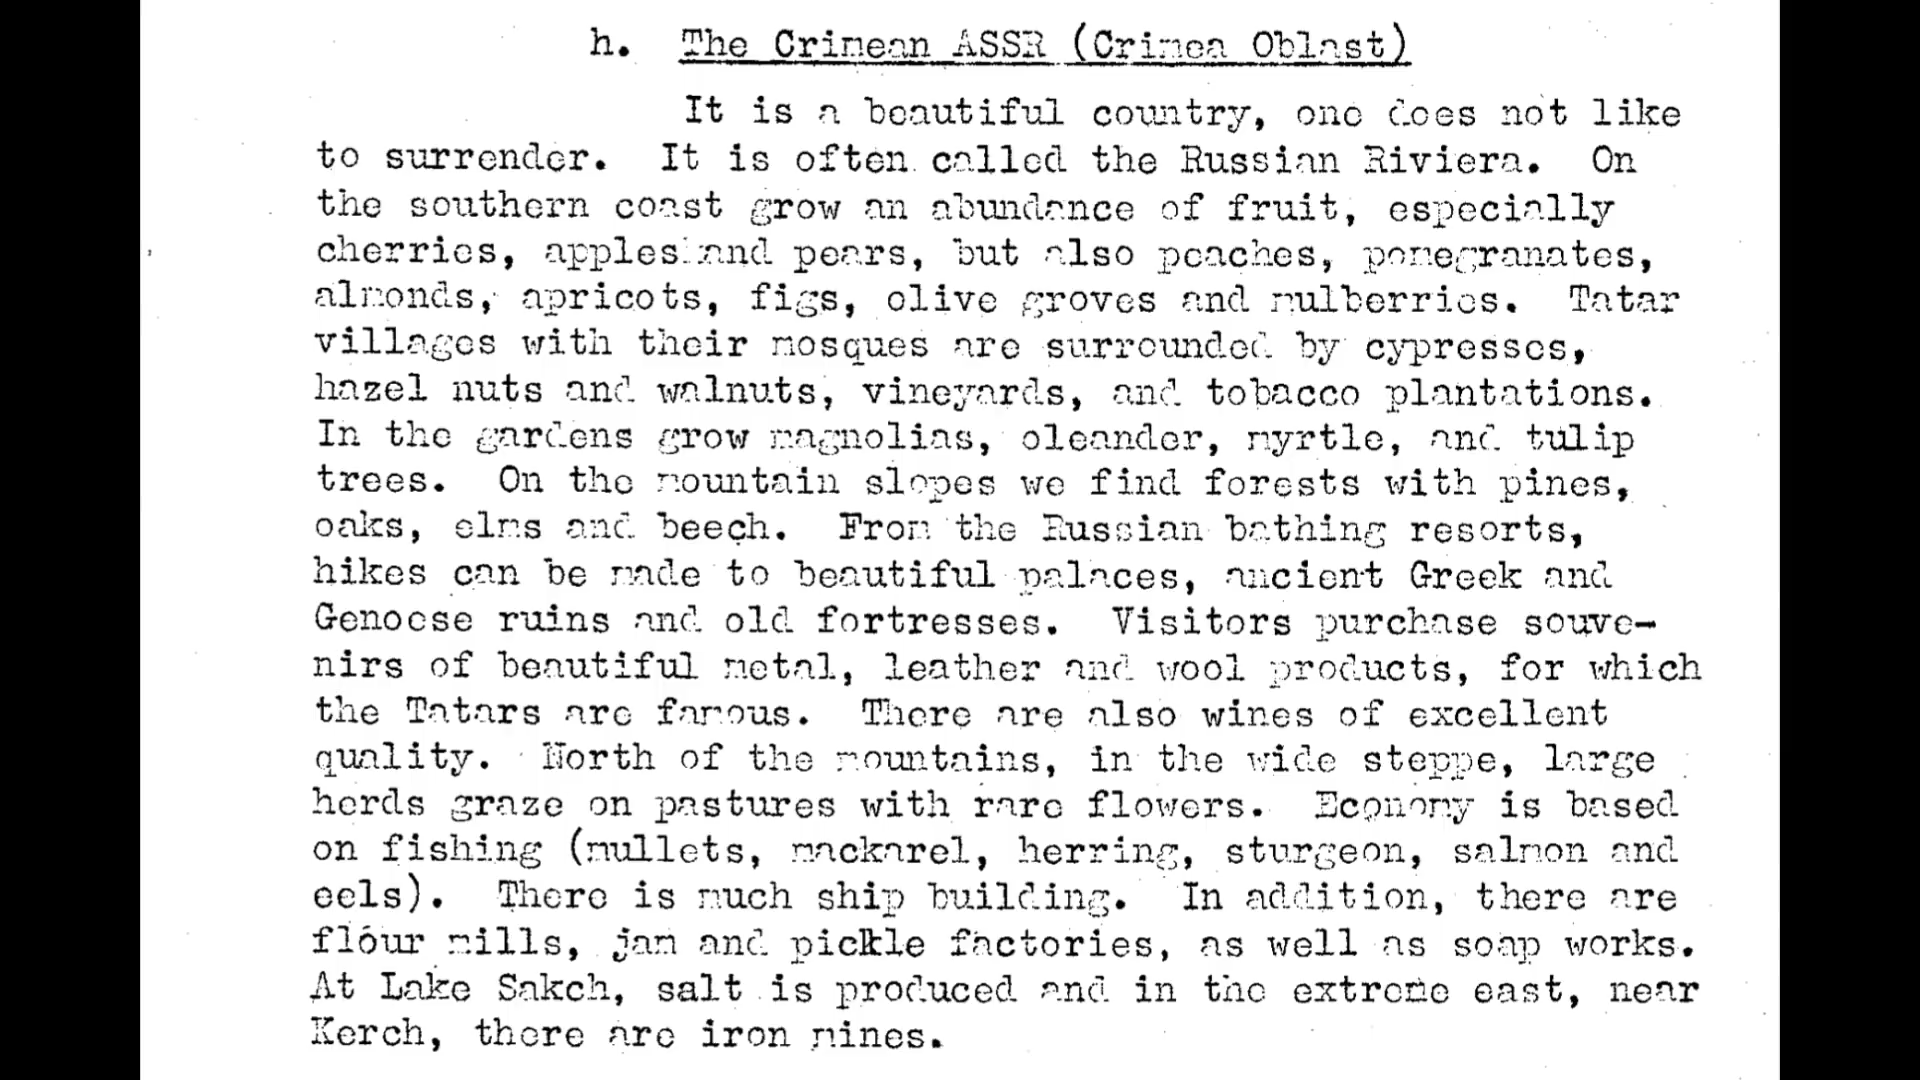 h. The Crimean ASSR (Crimea Oblast)
It is a beautiful country, one does not like
to surrender. It is often called the Russian Riviera. On
the southern coast grow an abundance of fruit, especially
cherries, apples and pears, but also peaches, pomegranates,
almonds, apricots, figs, olive groves and mulberries. Tatar
villages with their mosques are surrounded by cypresses,
hazel nuts and walnuts, vineyards, and tobacco plantations.
In the gardens grow magnolias, oleander, myrtle, and tulip
trees. On the mountain slopes we find forests with pines,
oaks, elms and beech. From the Russian bathing resorts,
hikes can be made to beautiful palaces, ancient Greek and
Genoese ruins and old fortresses. Visitors purchase souve-
nirs of beautiful metal, leather and wool products, for which
the Tatars are famous. There are also wines of excellent
quality. North of the mountains, in the wide steppe, large
herds graze on pastures with rare flowers. Economy is based
on fishing (mullets, mackarel, herring, sturgeon, salmon and
eels). There is much ship building. In addition, there are
flour mills, jam and pickle factories, as well as soap works.
At Lake Sakch, salt is produced and in the extreme east, near
Kerch, there are iron mines.